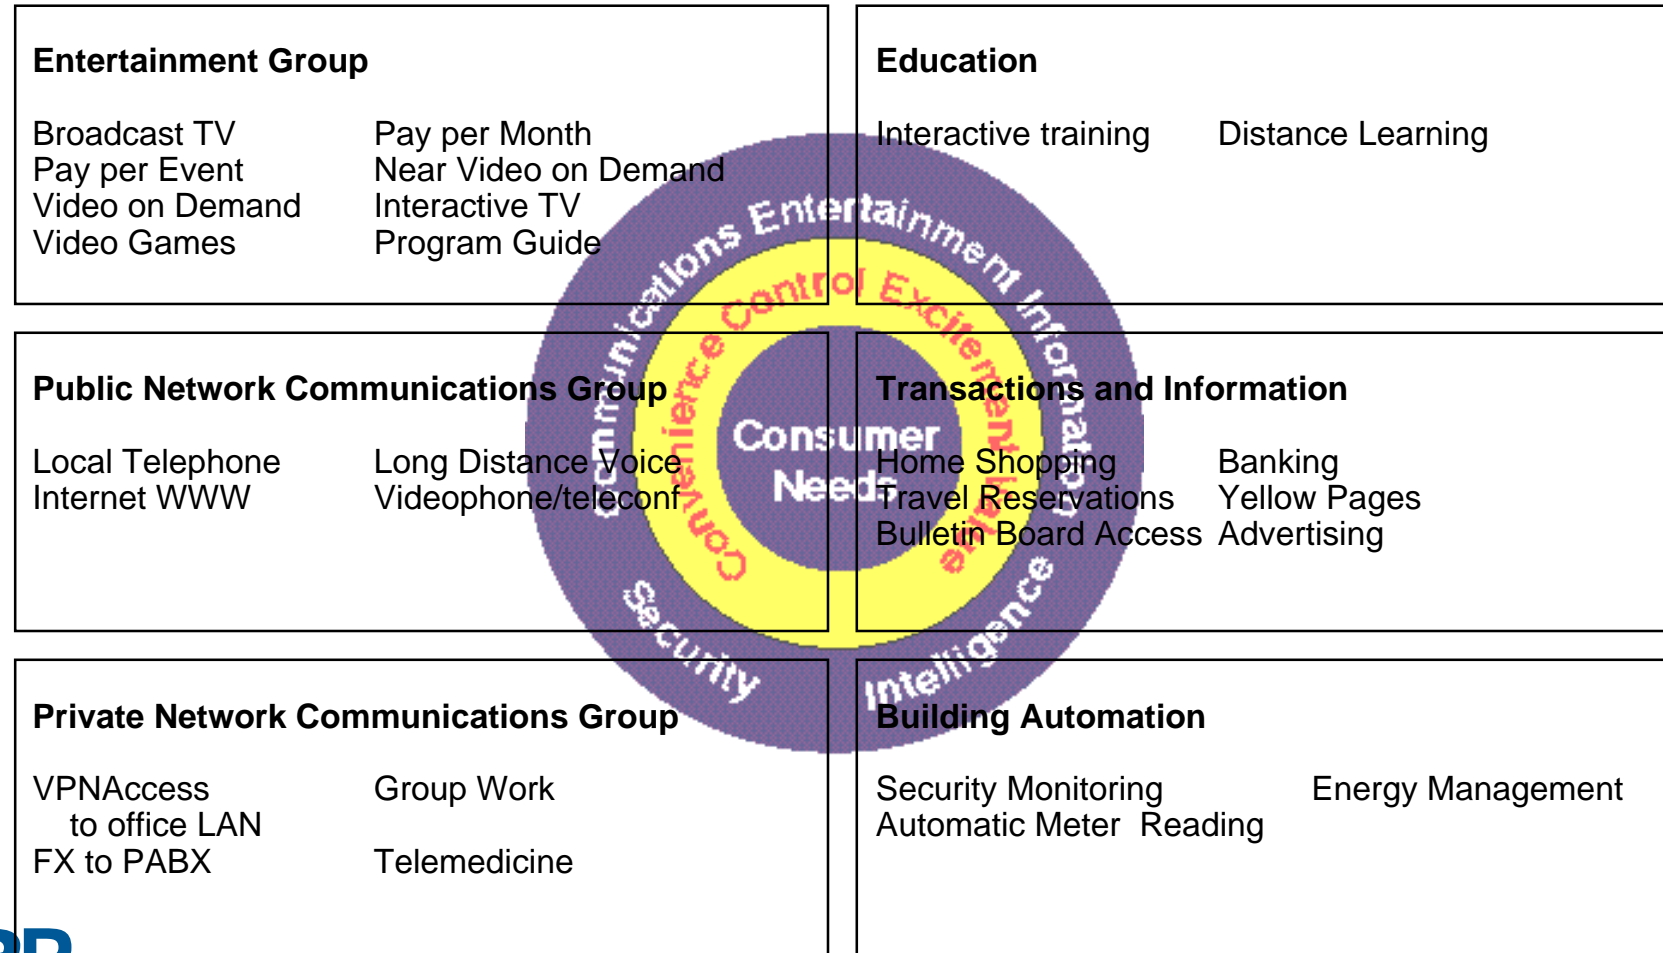 Entertainment Group
Broadcast TV Pay per Month
Pay per Event Near Video on Demand
Video on Demand Interactive TV
Video Games Program Guide
Education
Interactive training Distance Learning
Public Network Communications Group
Local Telephone Long Distance Voice
Internet WWW Videophone/teleconf
Transactions and Information
Home Shopping Banking
Travel Reservations Yellow Pages
Bulletin Board Access Advertising
Private Network Communications Group
VPNAccess Group Work
to office LAN
FX to PABX Telemedicine
Building Automation
Security Monitoring Energy Management
Automatic Meter Reading
Communications Entertainment Information
Security Intelligence
Convenience Control Excitement Value
Consumer
Needs